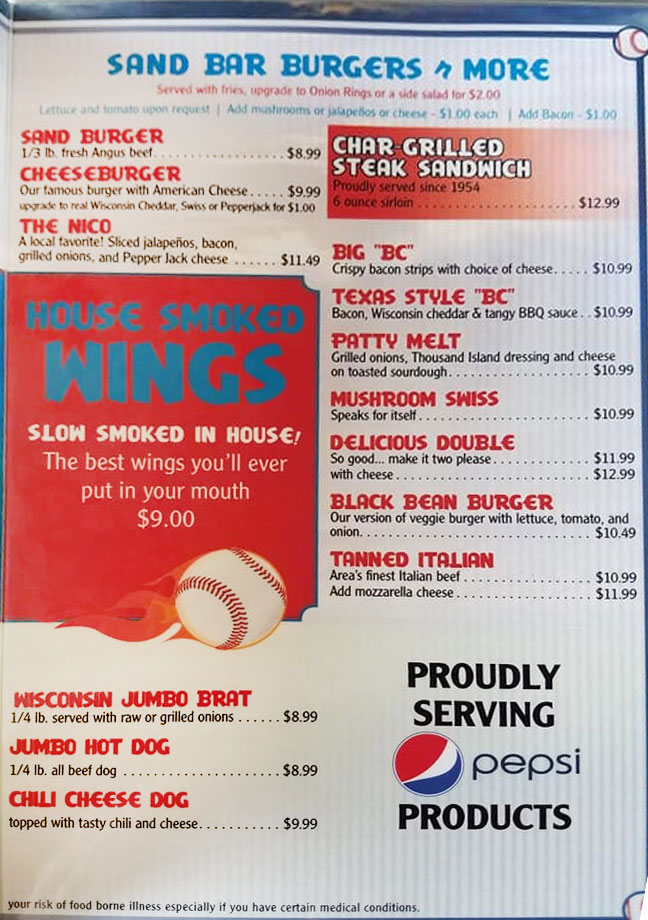 SAND BAR BURGERS & MORE
Served with fries, upgrade to Onion Rings or a side salad for $2.00
Lettuce and tomato upon request | Add mushrooms or jalapeños or cheese - $1.00 each | Add Bacon - $1.00
SAND BURGER
1/3 lb. fresh Angus beef. . . . . . . . . . . . . . . . . . . . $8.99
CHEESEBURGER
Our famous burger with American Cheese. . . . . $9.99
upgrade to real Wisconsin Cheddar, Swiss or Pepperjack for $1.00
THE NICO
A local favorite! Sliced jalapeños, bacon,
grilled onions, and Pepper Jack cheese . . . . . . $11.49
HOUSE SMOKED
WINGS
SLOW SMOKED IN HOUSE!
The best wings you'll ever
put in your mouth
$9.00
WISCONSIN JUMBO BRAT
1/4 lb. served with raw or grilled onions . . . . . . $8.99
JUMBO HOT DOG
1/4 lb. all beef dog . . . . . . . . . . . . . . . . . . . . . . $8.99
CHILI CHEESE DOG
topped with tasty chili and cheese. . . . . . . . . . . $9.99
CHAR-GRILLED
STEAK SANDWICH
Proudly served since 1954
6 ounce sirloin . . . . . . . . . . . . . . . . . . . . . . $12.99
BIG "BC"
Crispy bacon strips with choice of cheese. . . . . $10.99
TEXAS STYLE "BC"
Bacon, Wisconsin cheddar & tangy BBQ sauce. . $10.99
PATTY MELT
Grilled onions, Thousand Island dressing and cheese
on toasted sourdough. . . . . . . . . . . . . . . . . . . . $10.99
MUSHROOM SWISS
Speaks for itself. . . . . . . . . . . . . . . . . . . . . . . . $10.99
DELICIOUS DOUBLE
So good... make it two please. . . . . . . . . . . . . . $11.99
with cheese. . . . . . . . . . . . . . . . . . . . . . . . . . . $12.99
BLACK BEAN BURGER
Our version of veggie burger with lettuce, tomato, and
onion. . . . . . . . . . . . . . . . . . . . . . . . . . . . . . . . $10.49
TANNED ITALIAN
Area's finest Italian beef . . . . . . . . . . . . . . . . . . $10.99
Add mozzarella cheese. . . . . . . . . . . . . . . . . . . $11.99
PROUDLY
SERVING
pepsi
PRODUCTS
your risk of food borne illness especially if you have certain medical conditions.